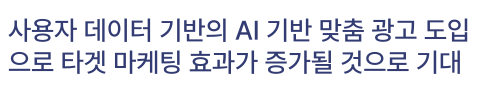 사용자 데이터 기반의 AI 기반 맞춤 광고 도입
으로 타겟 마케팅 효과가 증가될 것으로 기대